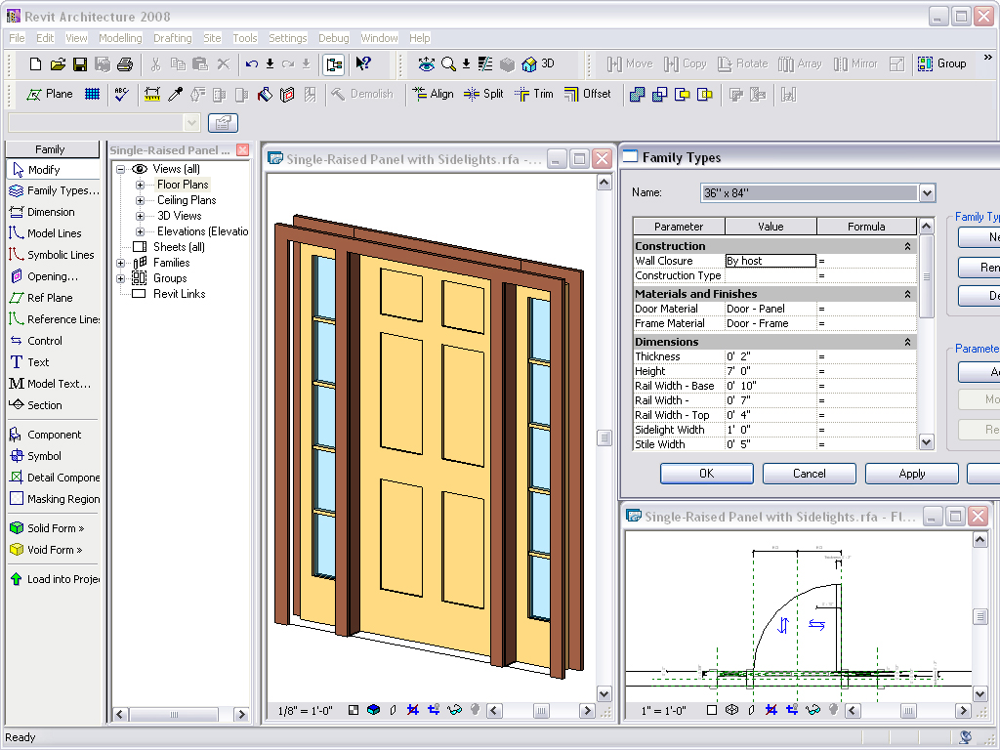 Revit Architecture 2008
File Edit View Modelling Drafting Site Tools Settings Debug Window Help
3D Move Copy Rotate Array Mirror Group »
Plane ABC Demolish Align Split Trim Offset
Family
Modify
Family Types...
Dimension
Model Lines
Symbolic Lines
Opening...
Ref Plane
Reference Lines
Control
Text
Model Text...
Section
Component
Symbol
Detail Compone
Masking Region
Solid Form »
Void Form »
Load into Proje
Single-Raised Panel ...
Views (all)
Floor Plans
Ceiling Plans
3D Views
Elevations (Elevatio
Sheets (all)
Families
Groups
Revit Links
Single-Raised Panel with Sidelights.rfa - ...
1/8" = 1'-0"
Family Types
Name: 36" x 84"
Parameter Value Formula
Construction
Wall Closure By host =
Construction Type =
Materials and Finishes
Door Material Door - Panel =
Frame Material Door - Frame =
Dimensions
Thickness 0' 2" =
Height 7' 0" =
Rail Width - Base 0' 10" =
Rail Width - 0' 7" =
Rail Width - Top 0' 4" =
Sidelight Width 1' 0" =
Stile Width 0' 5" =
OK Cancel Apply
Family Ty
Ne
Ren
De
Paramete
Ac
Mo
Re
Single-Raised Panel with Sidelights.rfa - Fl...
1" = 1'-0"
Ready